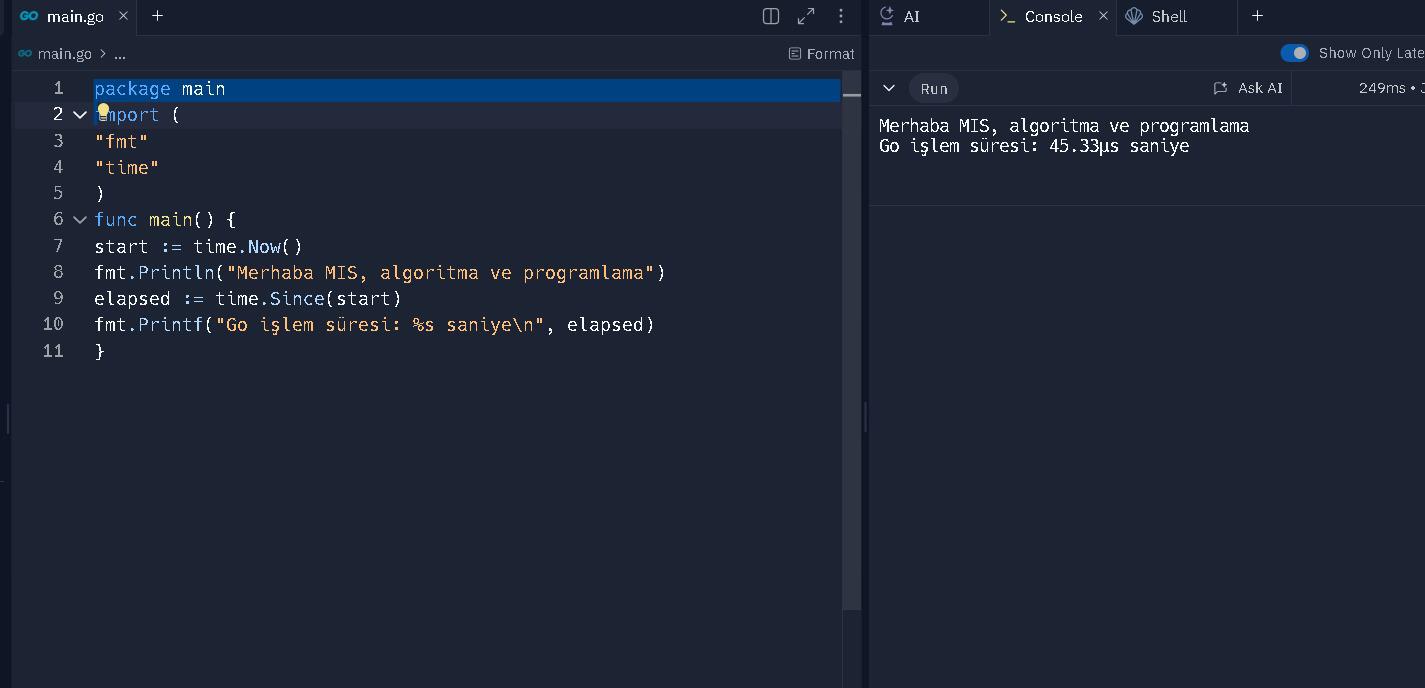 GO main.go × +
GO main.go > ...
Format
1 package main
2 import (
3 "fmt"
4 "time"
5 )
6 func main() {
7 start := time.Now()
8 fmt.Println("Merhaba MIS, algoritma ve programlama")
9 elapsed := time.Since(start)
10 fmt.Printf("Go işlem süresi: %s saniye\n", elapsed)
11 }
AI
>_ Console ×
Shell
+
Show Only Late
Run
Ask AI
249ms •
Merhaba MIS, algoritma ve programlama
Go işlem süresi: 45.33µs saniye